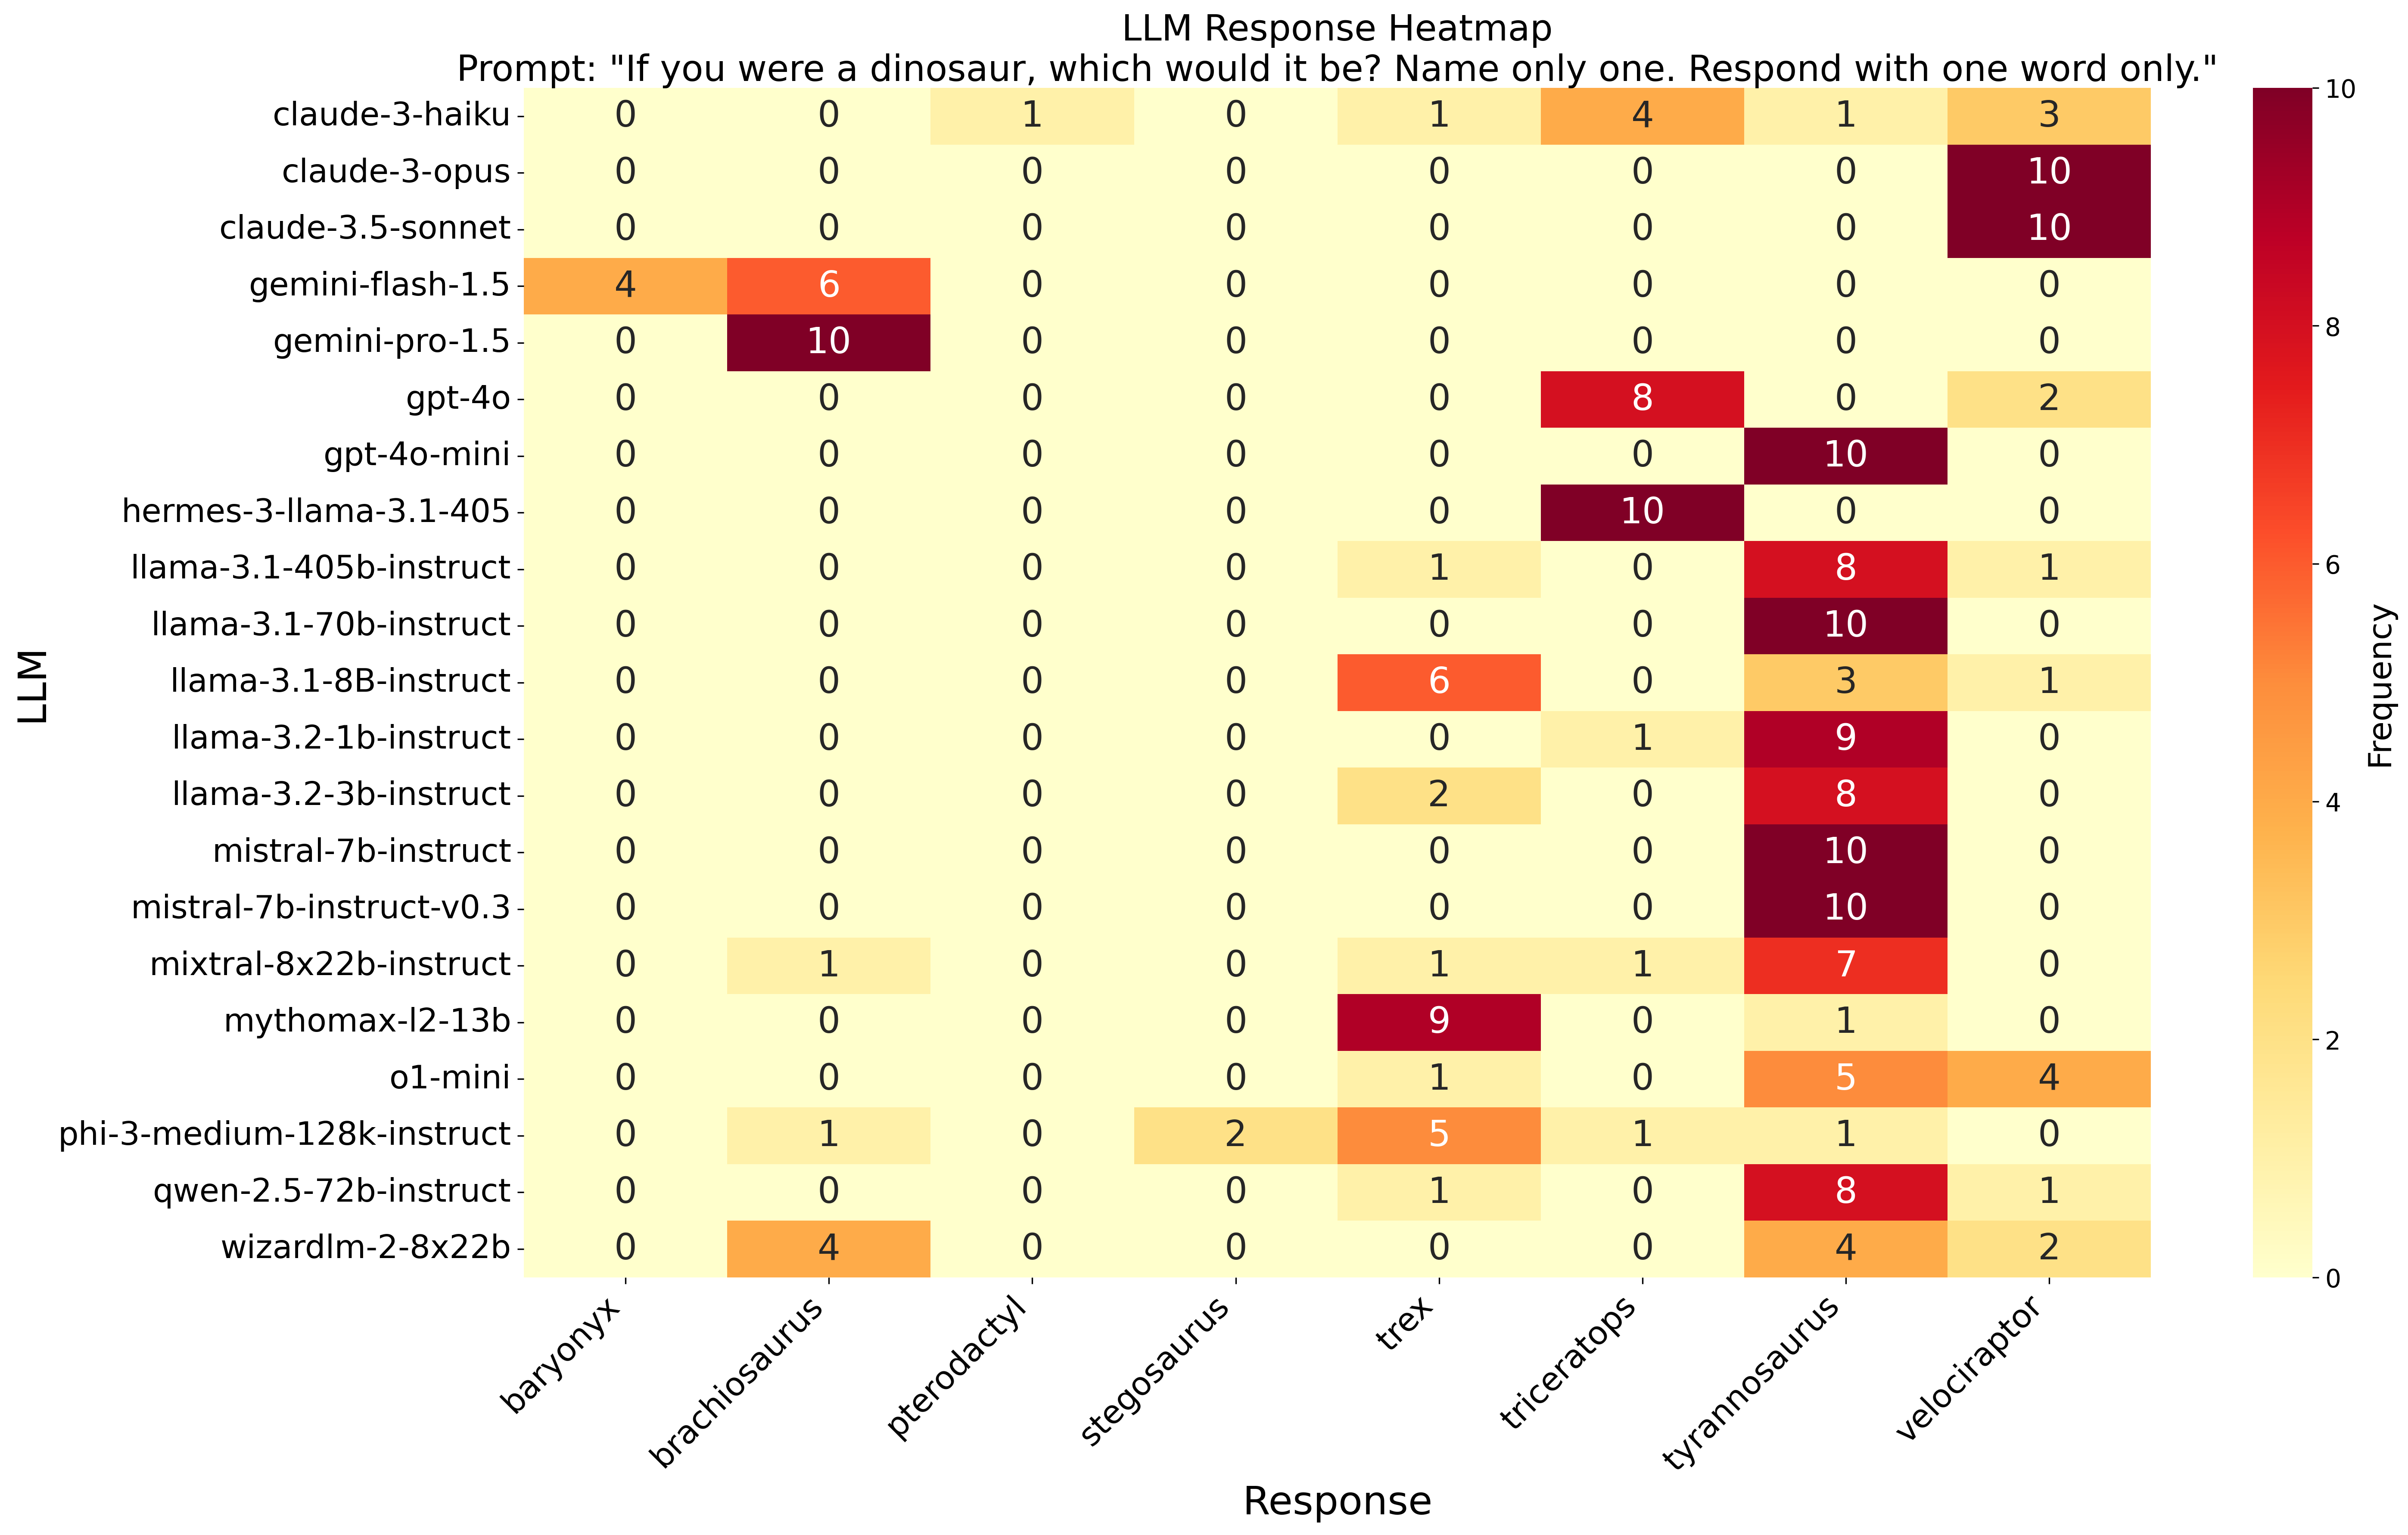 LLM Response Heatmap
Prompt: "If you were a dinosaur, which would it be? Name only one. Respond with one word only."
claude-3-haiku 0 0 1 0 1 4 1 3
claude-3-opus 0 0 0 0 0 0 0 10
claude-3.5-sonnet 0 0 0 0 0 0 0 10
gemini-flash-1.5 4 6 0 0 0 0 0 0
gemini-pro-1.5 0 10 0 0 0 0 0 0
gpt-4o 0 0 0 0 0 8 0 2
gpt-4o-mini 0 0 0 0 0 0 10 0
hermes-3-llama-3.1-405 0 0 0 0 0 10 0 0
llama-3.1-405b-instruct 0 0 0 0 1 0 8 1
llama-3.1-70b-instruct 0 0 0 0 0 0 10 0
llama-3.1-8B-instruct 0 0 0 0 6 0 3 1
llama-3.2-1b-instruct 0 0 0 0 0 1 9 0
llama-3.2-3b-instruct 0 0 0 0 2 0 8 0
mistral-7b-instruct 0 0 0 0 0 0 10 0
mistral-7b-instruct-v0.3 0 0 0 0 0 0 10 0
mixtral-8x22b-instruct 0 1 0 0 1 1 7 0
mythomax-l2-13b 0 0 0 0 9 0 1 0
o1-mini 0 0 0 0 1 0 5 4
phi-3-medium-128k-instruct 0 1 0 2 5 1 1 0
qwen-2.5-72b-instruct 0 0 0 0 1 0 8 1
wizardlm-2-8x22b 0 4 0 0 0 0 4 2
baryonyx brachiosaurus pterodactyl stegosaurus trex triceratops tyrannosaurus velociraptor
Response
LLM
10
8
6
4
2
0
Frequency